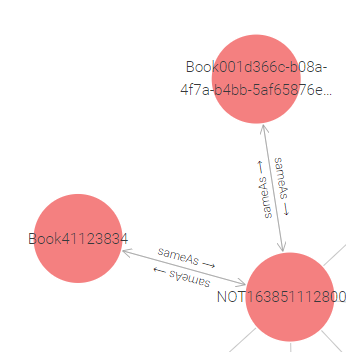 Book001d366c-b08a-
4f7a-b4bb-5af65876e...
sameAs →
sameAs →
Book41123834
sameAs →
sameAs →
NOT163851112800